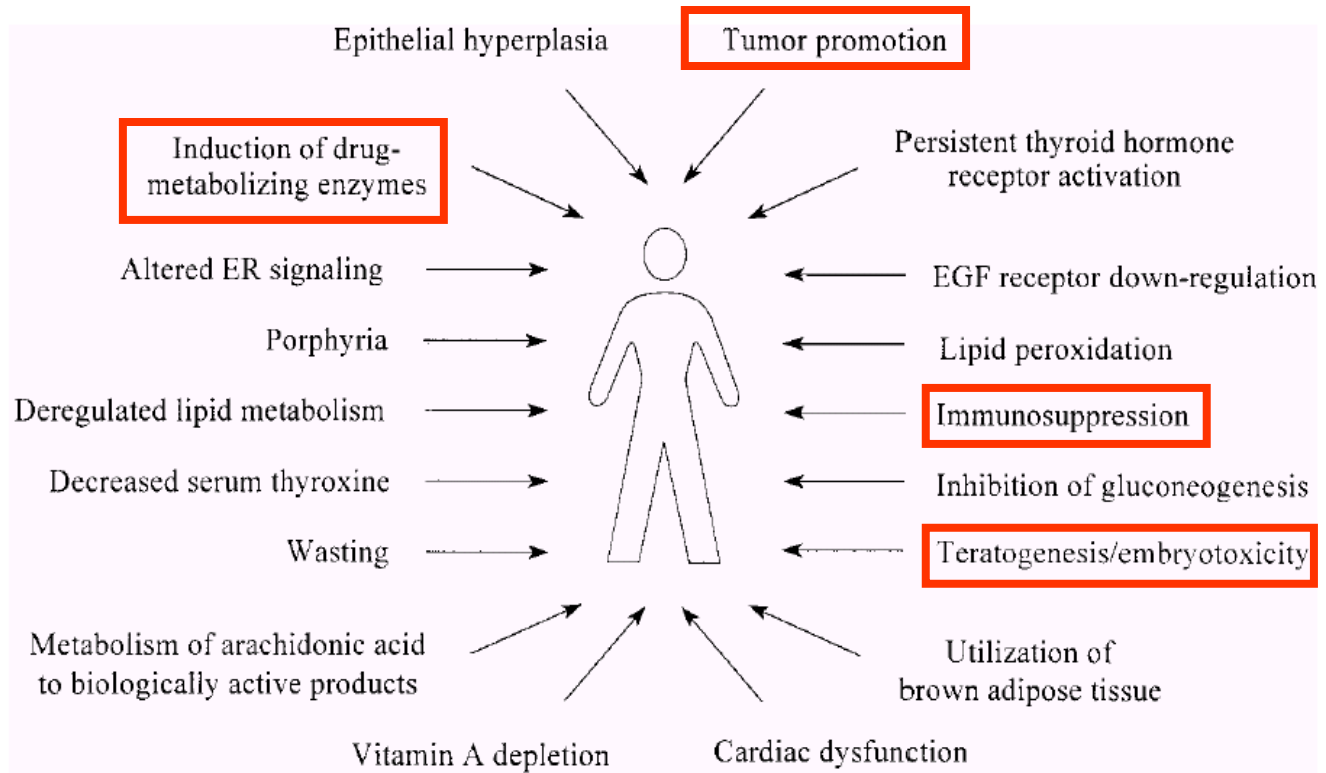 Epithelial hyperplasia
Tumor promotion
Induction of drug-
metabolizing enzymes
Persistent thyroid hormone
receptor activation
Altered ER signaling
EGF receptor down-regulation
Porphyria
Lipid peroxidation
Deregulated lipid metabolism
Immunosuppression
Decreased serum thyroxine
Inhibition of gluconeogenesis
Wasting
Teratogenesis/embryotoxicity
Metabolism of arachidonic acid
to biologically active products
Utilization of
brown adipose tissue
Vitamin A depletion
Cardiac dysfunction